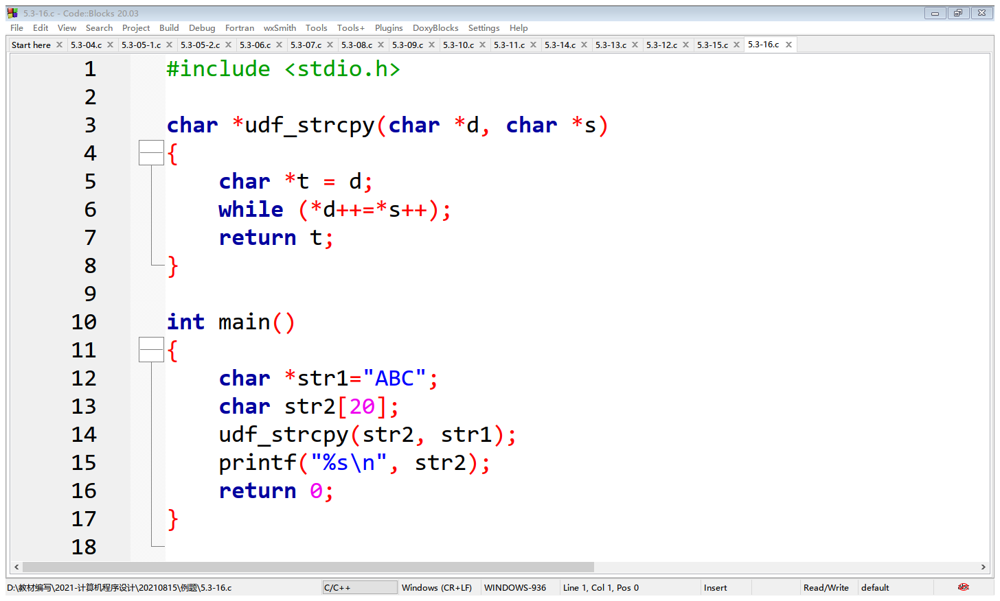 5.3-16.c - Code::Blocks 20.03
File Edit View Search Project Build Debug Fortran wxSmith Tools Tools+ Plugins DoxyBlocks Settings Help
Start here 5.3-04.c 5.3-05-1.c 5.3-05-2.c 5.3-06.c 5.3-07.c 5.3-08.c 5.3-09.c 5.3-10.c 5.3-11.c 5.3-14.c 5.3-13.c 5.3-12.c 5.3-15.c 5.3-16.c
1 #include <stdio.h>
2
3 char *udf_strcpy(char *d, char *s)
4 {
5 char *t = d;
6 while (*d++=*s++);
7 return t;
8 }
9
10 int main()
11 {
12 char *str1="ABC";
13 char str2[20];
14 udf_strcpy(str2, str1);
15 printf("%s\n", str2);
16 return 0;
17 }
18
D:\教材编写\2021-计算机程序设计\20210815\例题\5.3-16.c C/C++ Windows (CR+LF) WINDOWS-936 Line 1, Col 1, Pos 0 Insert Read/Write default abc